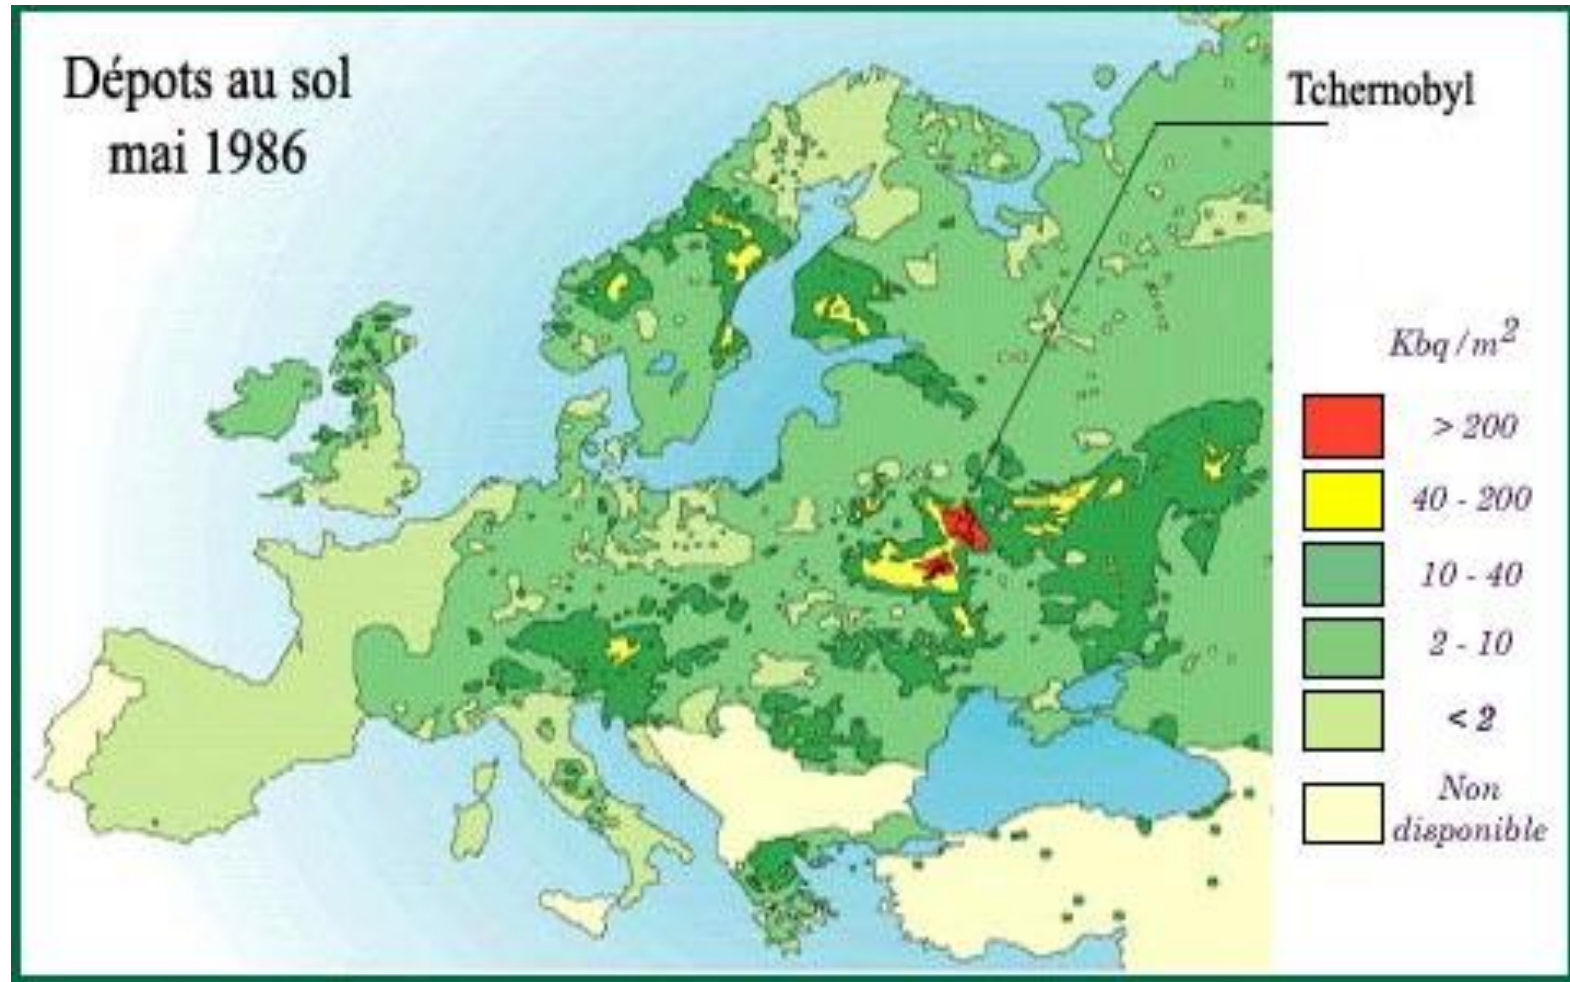 Dépots au sol
mai 1986
Tchernobyl
Kbq/m²
> 200
40 - 200
10 - 40
2 - 10
< 2
Non
disponible